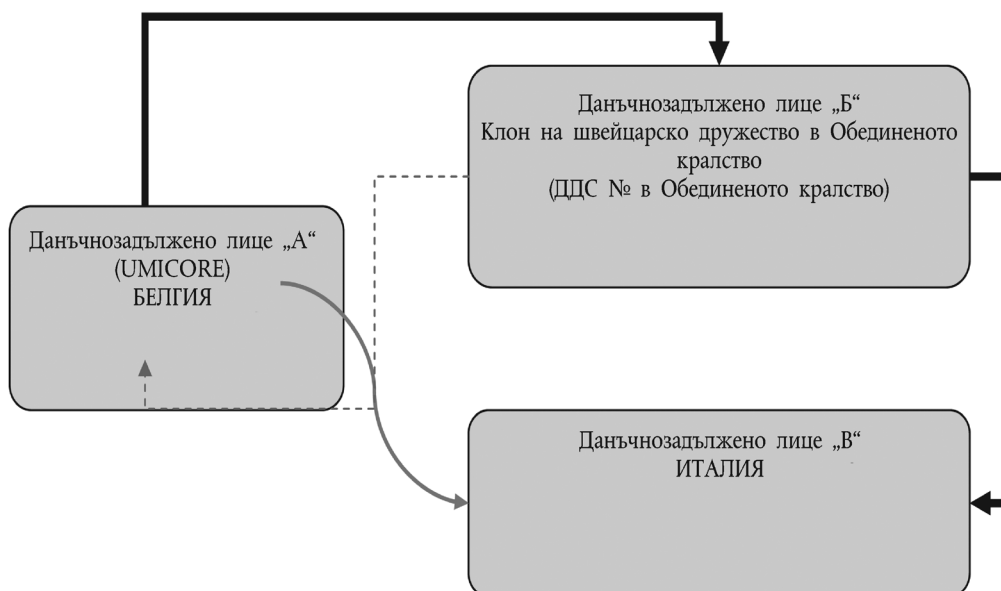 Данъчнозадължено лице „Б“
Клон на швейцарско дружество в Обединеното
кралство
(ДДС № в Обединеното кралство)
Данъчнозадължено лице „А“
(UMICORE)
БЕЛГИЯ
Данъчнозадължено лице „В“
ИТАЛИЯ